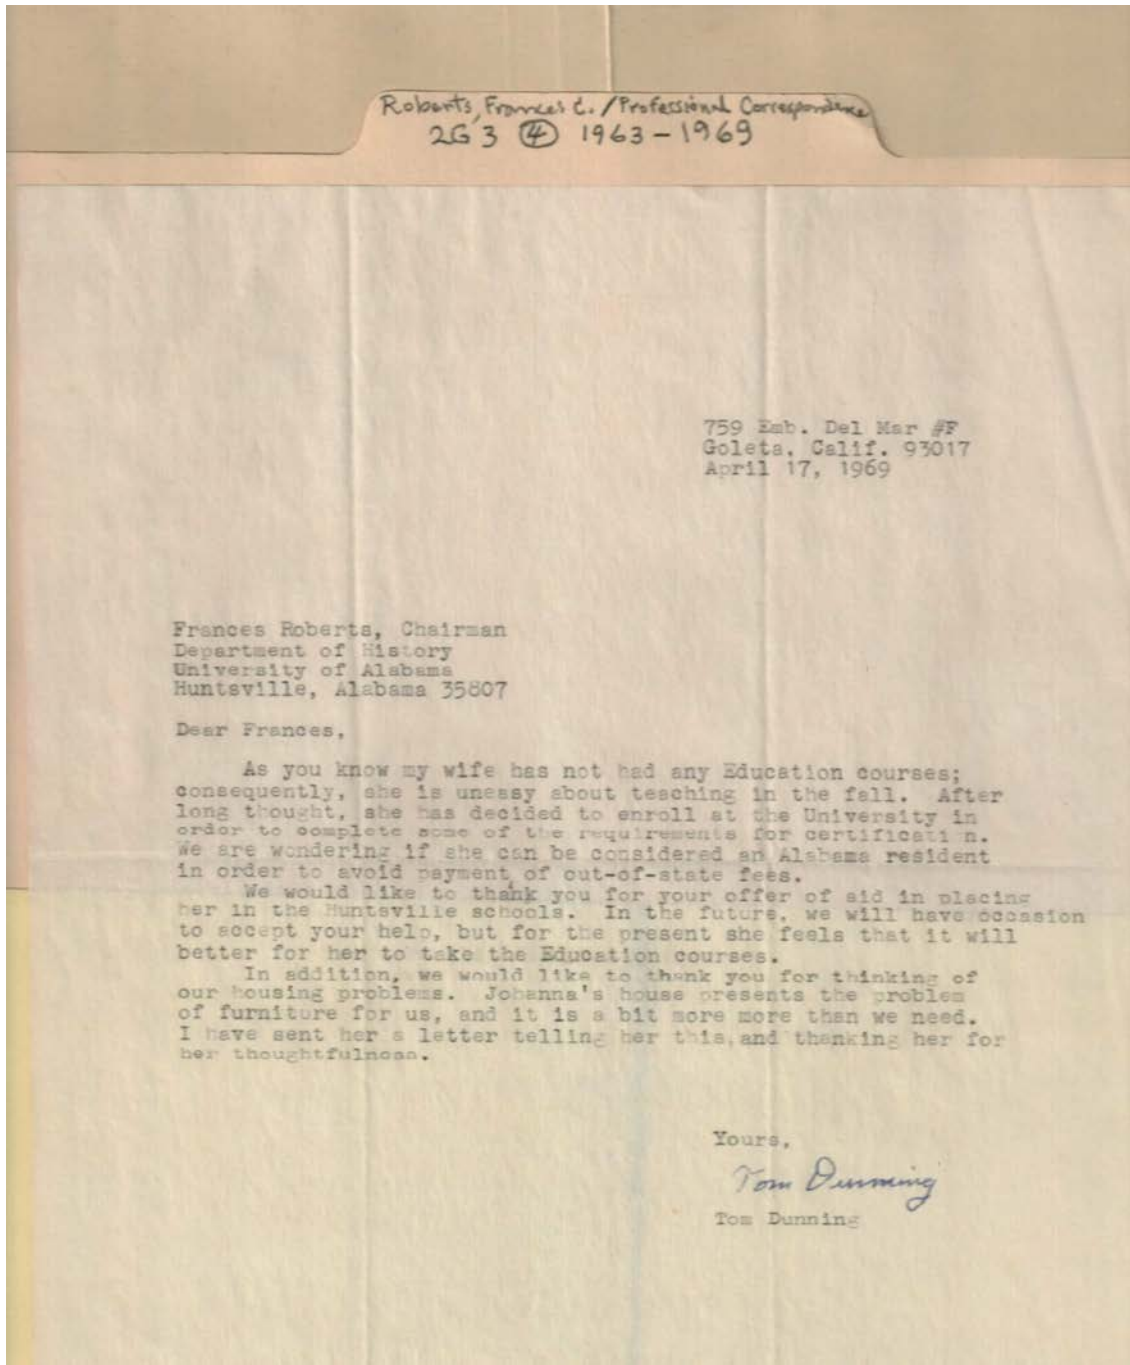 Roberts, Frances C. / Professional Correspondence
2G3 ④ 1963-1969
759 Emb. Del Mar #F
Goleta, Calif. 93017
April 17, 1969
Frances Roberts, Chairman
Department of History
University of Alabama
Huntsville, Alabama 35807
Dear Frances,
As you know my wife has not had any Education courses;
consequently, she is uneasy about teaching in the fall. After
long thought, she has decided to enroll at the University in
order to complete some of the requirements for certificati n.
We are wondering if she can be considered an Alabama resident
in order to avoid payment of out-of-state fees.
We would like to thank you for your offer of aid in placing
her in the Huntsville schools. In the future, we will have occasion
to accept your help, but for the present she feels that it will
better for her to take the Education courses.
In addition, we would like to thank you for thinking of
our housing problems. Johanna's house presents the problem
of furniture for us, and it is a bit more more than we need.
I have sent her a letter telling her this, and thanking her for
her thoughtfulness.
Yours,
Tom Dunning
Tom Dunning